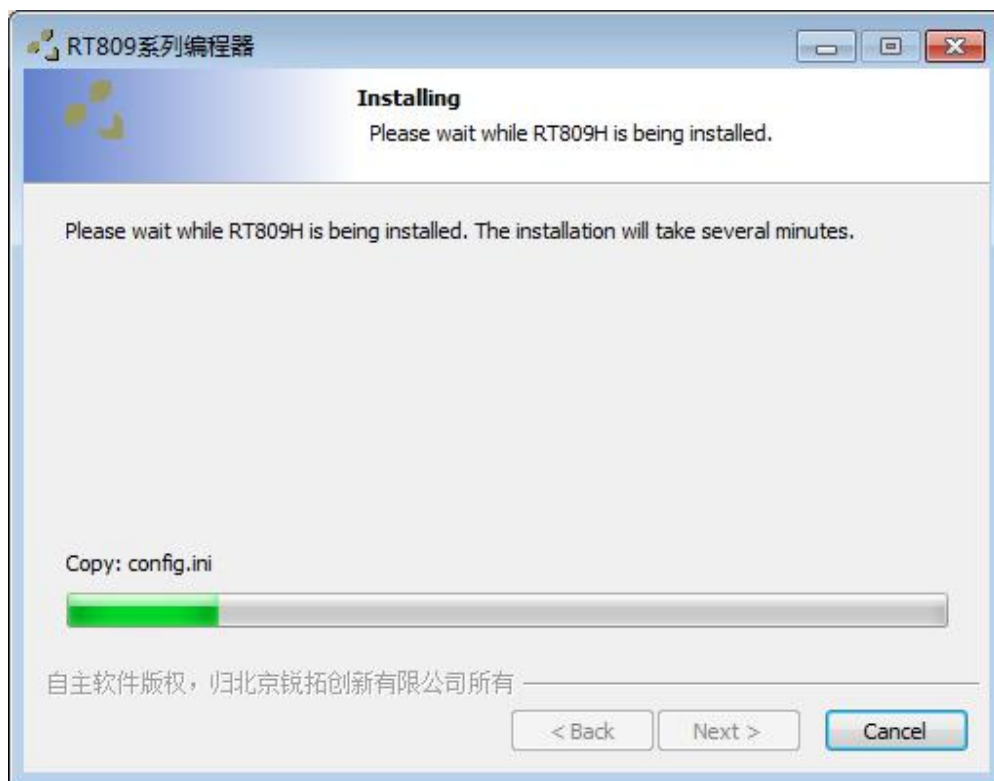 RT809系列编程器
Installing
Please wait while RT809H is being installed.
Please wait while RT809H is being installed. The installation will take several minutes.
Copy: config.ini
自主软件版权，归北京锐拓创新有限公司所有
< Back
Next >
Cancel